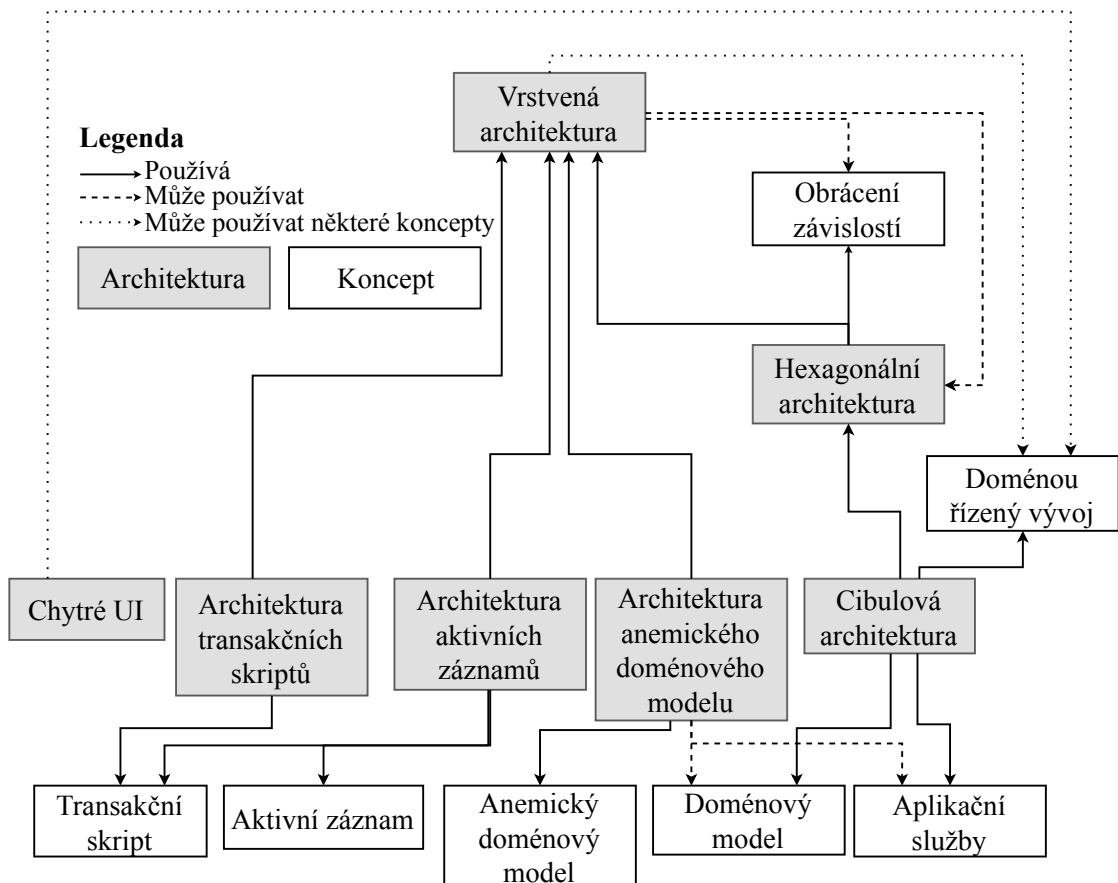 Vrstvená
architektura
Legenda
Používá
Může používat
Může používat některé koncepty
Architektura
Koncept
Obrácení
závislostí
Hexagonální
architektura
Doménou
řízený vývoj
Chytré UI
Architektura
transakčních
skriptů
Architektura
aktivních
záznamů
Architektura
anemického
doménového
modelu
Cibulová
architektura
Transakční
skript
Aktivní záznam
Anemický
doménový
model
Doménový
model
Aplikační
služby